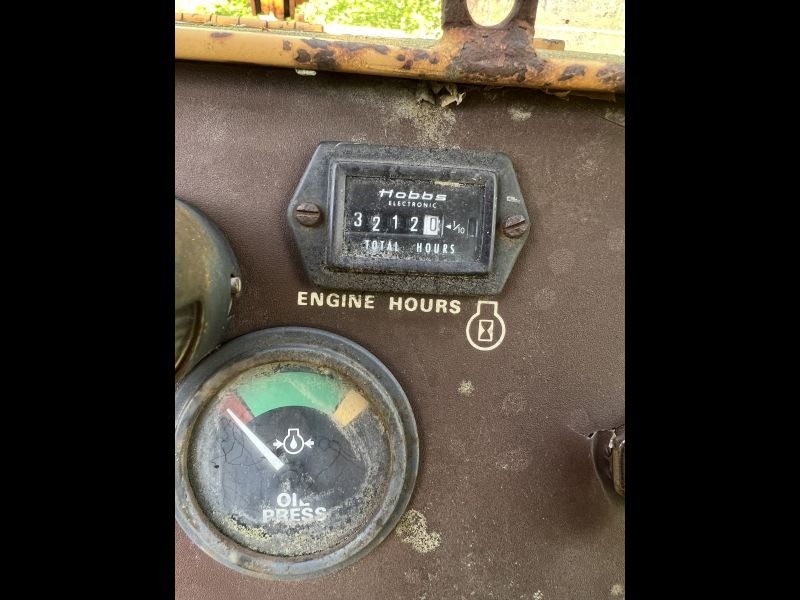 Hobbs
ELECTRONIC
32120 ◄1/10
TOTAL HOURS
ENGINE HOURS
OIL
PRESS